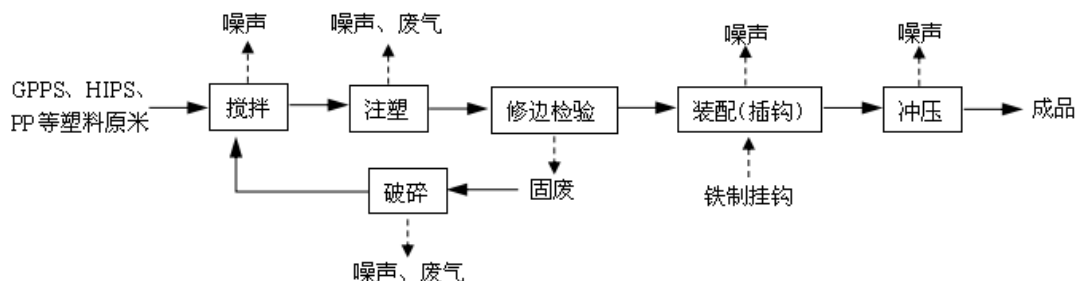 噪声
噪声、废气
噪声
噪声
GPPS、HIPS、
PP等塑料原米
搅拌
注塑
修边检验
装配(插钩)
冲压
成品
破碎
固废
铁制挂钩
噪声、废气